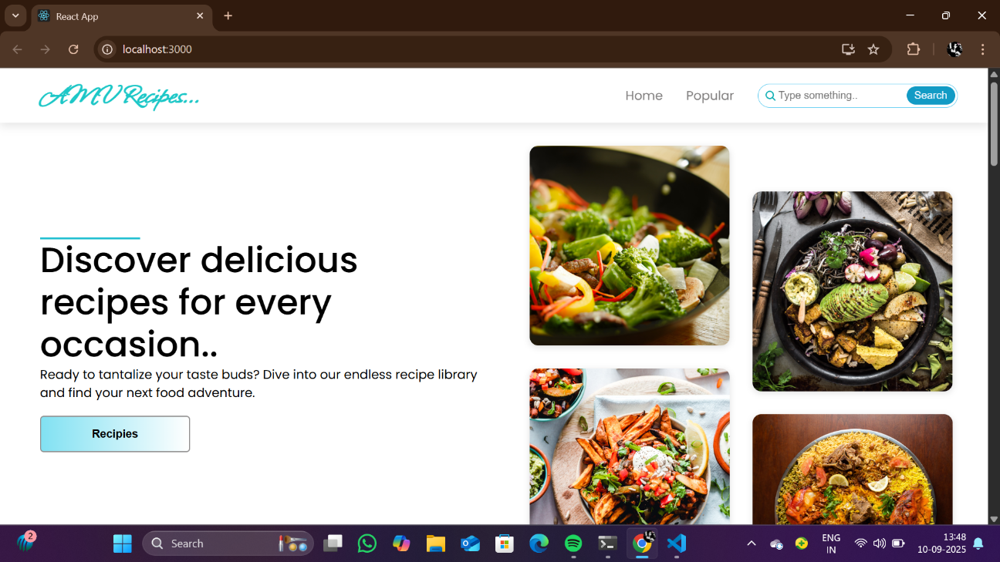 React App
localhost:3000
AMV Recipes...
Home
Popular
Type something..
Search
Discover delicious
recipes for every
occasion..
Ready to tantalize your taste buds? Dive into our endless recipe library
and find your next food adventure.
Recipies
2
Search
ENG
IN
13:48
10-09-2025